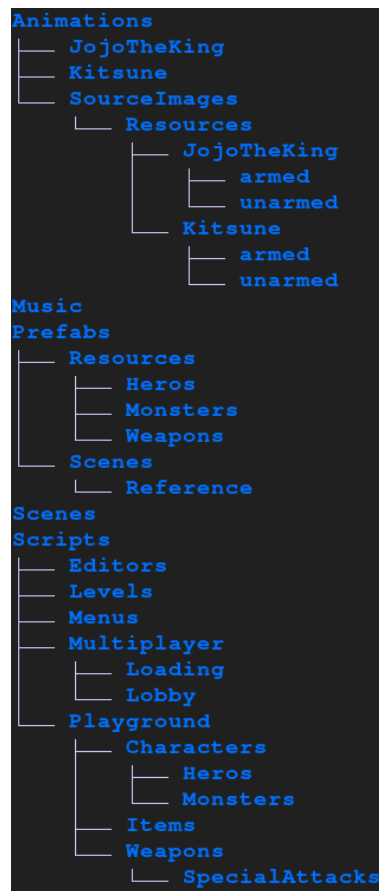 Animations
JojoTheKing
Kitsune
SourceImages
Resources
JojoTheKing
armed
unarmed
Kitsune
armed
unarmed
Music
Prefabs
Resources
Heros
Monsters
Weapons
Scenes
Reference
Scenes
Scripts
Editors
Levels
Menus
Multiplayer
Loading
Lobby
Playground
Characters
Heros
Monsters
Items
Weapons
SpecialAttacks